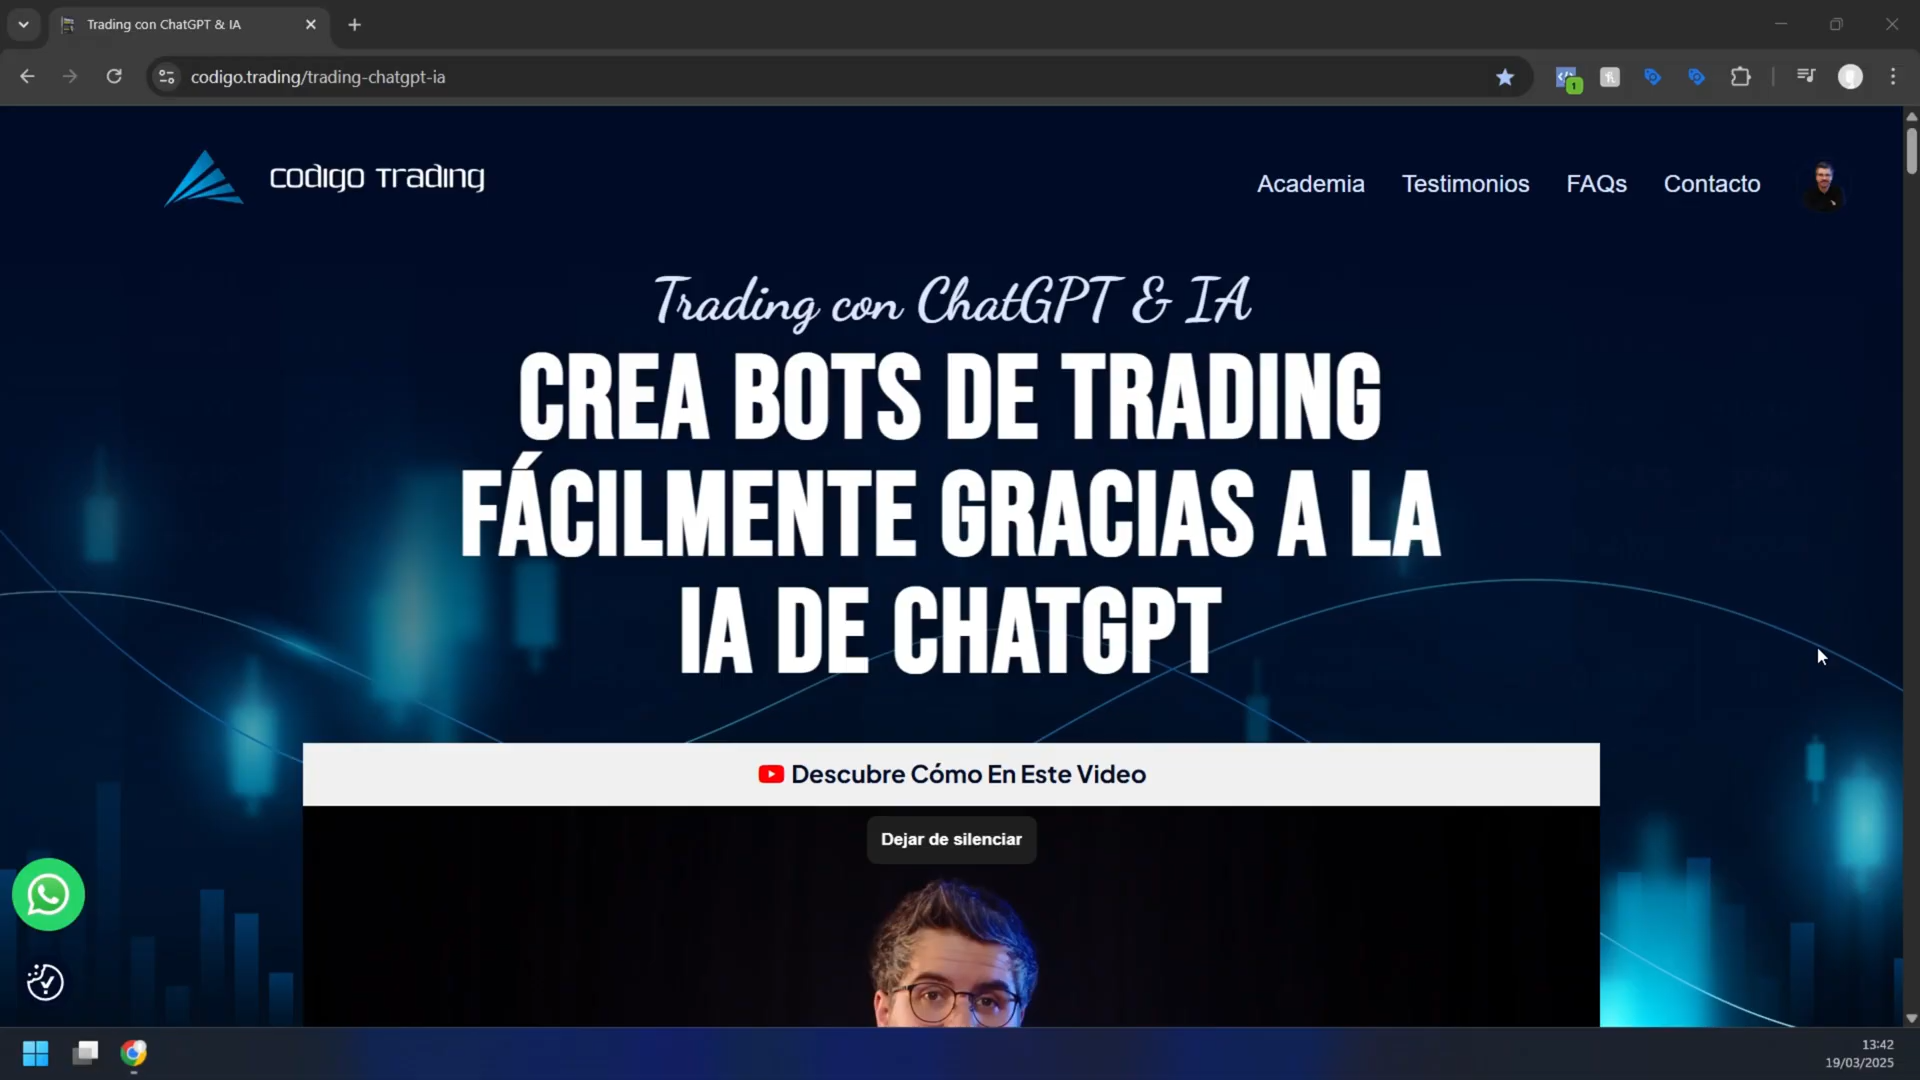 Trading con ChatGPT & IA
codigo.trading/trading-chatgpt-ia
1
codigo Trading
Academia
Testimonios
FAQs
Contacto
Trading con ChatGPT & IA
CREA BOTS DE TRADING
FÁCILMENTE GRACIAS A LA
IA DE CHATGPT
Descubre Cómo En Este Video
Dejar de silenciar
13:42
19/03/2025